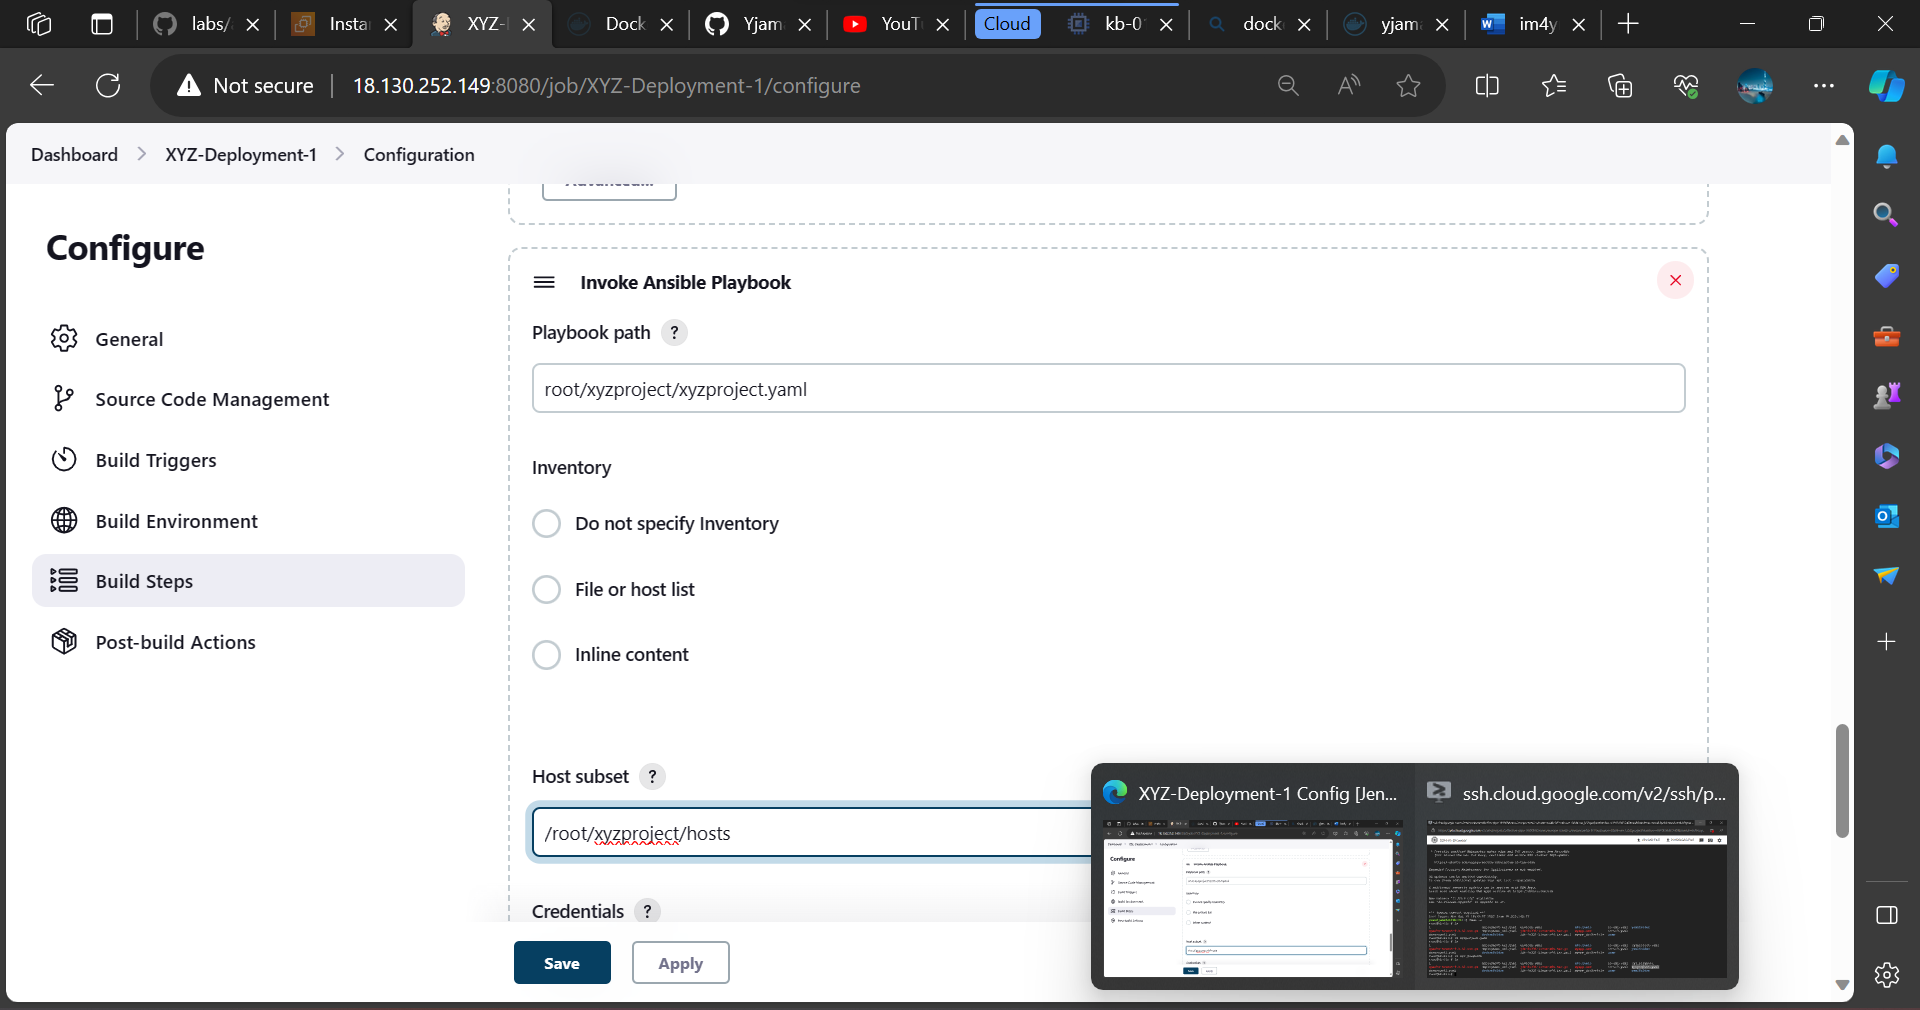 labs/
Insta
XYZ-
Dock
Yjam
YouT
Cloud
kb-0
dock
yjam
im4y
Not secure
18.130.252.149:8080/job/XYZ-Deployment-1/configure
Dashboard
XYZ-Deployment-1
Configuration
Configure
General
Source Code Management
Build Triggers
Build Environment
Build Steps
Post-build Actions
Invoke Ansible Playbook
Playbook path ?
root/xyzproject/xyzproject.yaml
Inventory
Do not specify Inventory
File or host list
Inline content
Host subset ?
/root/xyzproject/hosts
Credentials ?
Save
Apply
XYZ-Deployment-1 Config [Jen...
ssh.cloud.google.com/v2/ssh/p...